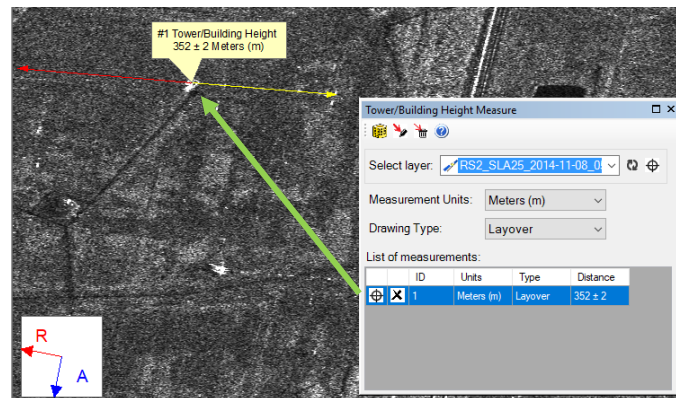 #1 Tower/Building Height
352 ± 2 Meters (m)
Tower/Building Height Measure
Select layer: RS2_SLA25_2014-11-08_0
Measurement Units: Meters (m)
Drawing Type: Layover
List of measurements:
ID Units Type Distance
1 Meters (m) Layover 352 ± 2
R
A